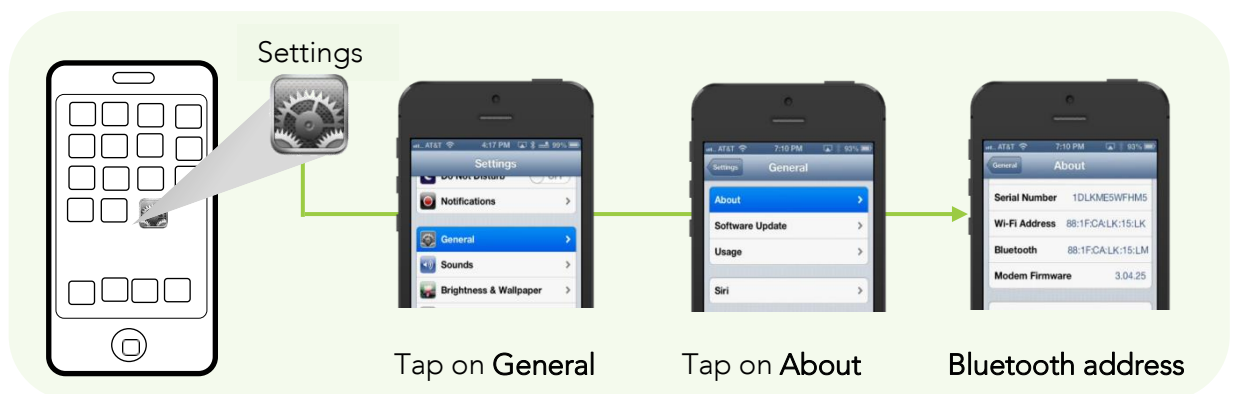 Settings
AT&T 4:17 PM 99%
Settings
Do Not Disturb OFF
Notifications
General
Sounds
Brightness & Wallpaper
Tap on General
AT&T 7:10 PM 93%
Settings General
About
Software Update
Usage
Siri
Tap on About
AT&T 7:10 PM 93%
General About
Serial Number 1DLKME5WFHM5
Wi-Fi Address 88:1F:CA:LK:15:LK
Bluetooth 88:1F:CA:LK:15:LM
Modem Firmware 3.04.25
Bluetooth address